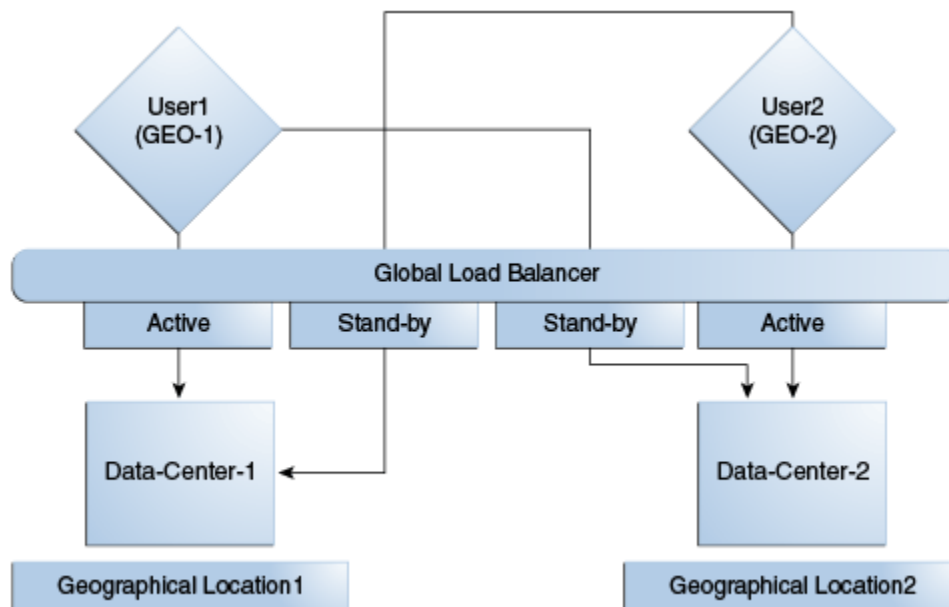 User1
(GEO-1)
User2
(GEO-2)
Global Load Balancer
Active
Stand-by
Stand-by
Active
Data-Center-1
Data-Center-2
Geographical Location1
Geographical Location2